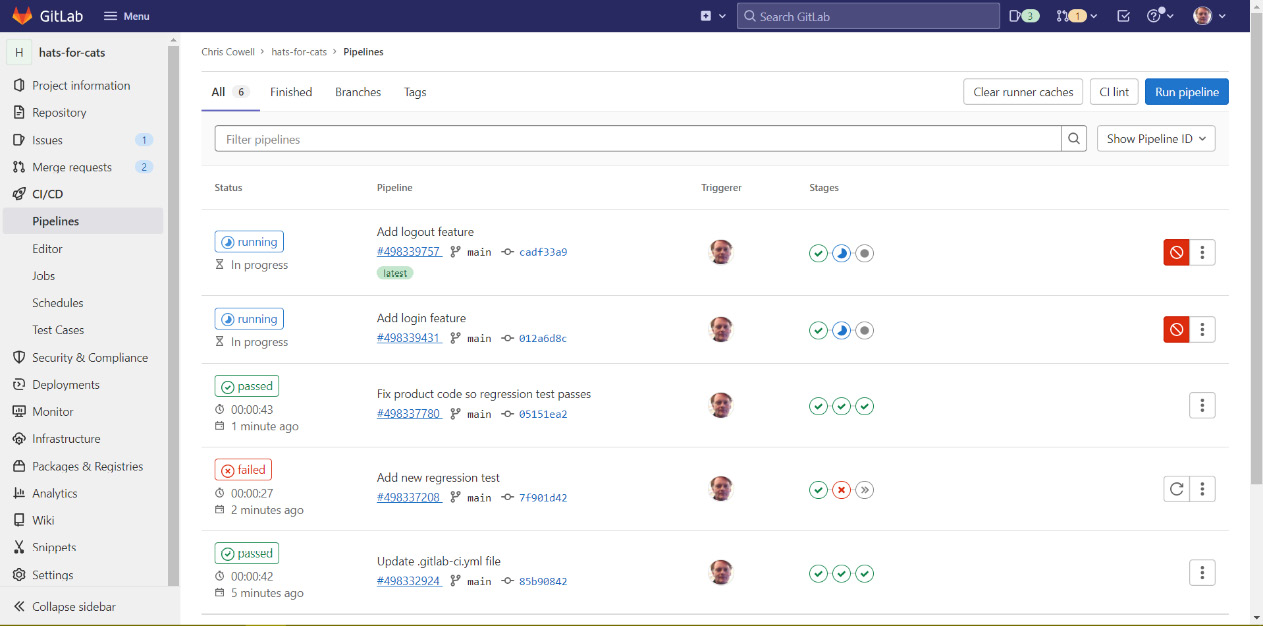 GitLab Menu Search GitLab 3 1
H hats-for-cats
Project information
Repository
Issues 1
Merge requests 2
CI/CD
Pipelines
Editor
Jobs
Schedules
Test Cases
Security & Compliance
Deployments
Monitor
Infrastructure
Packages & Registries
Analytics
Wiki
Snippets
Settings
Collapse sidebar
Chris Cowell › hats-for-cats › Pipelines
All 6 Finished Branches Tags Clear runner caches CI lint Run pipeline
Filter pipelines Show Pipeline ID
Status Pipeline Triggerer Stages
running
In progress
Add logout feature
#498339757 main cadf33a9
latest
running
In progress
Add login feature
#498339431 main 012a6d8c
passed
00:00:43
1 minute ago
Fix product code so regression test passes
#498337780 main 05151ea2
failed
00:00:27
2 minutes ago
Add new regression test
#498337208 main 7f901d42
passed
00:00:42
5 minutes ago
Update .gitlab-ci.yml file
#498332924 main 85b90842